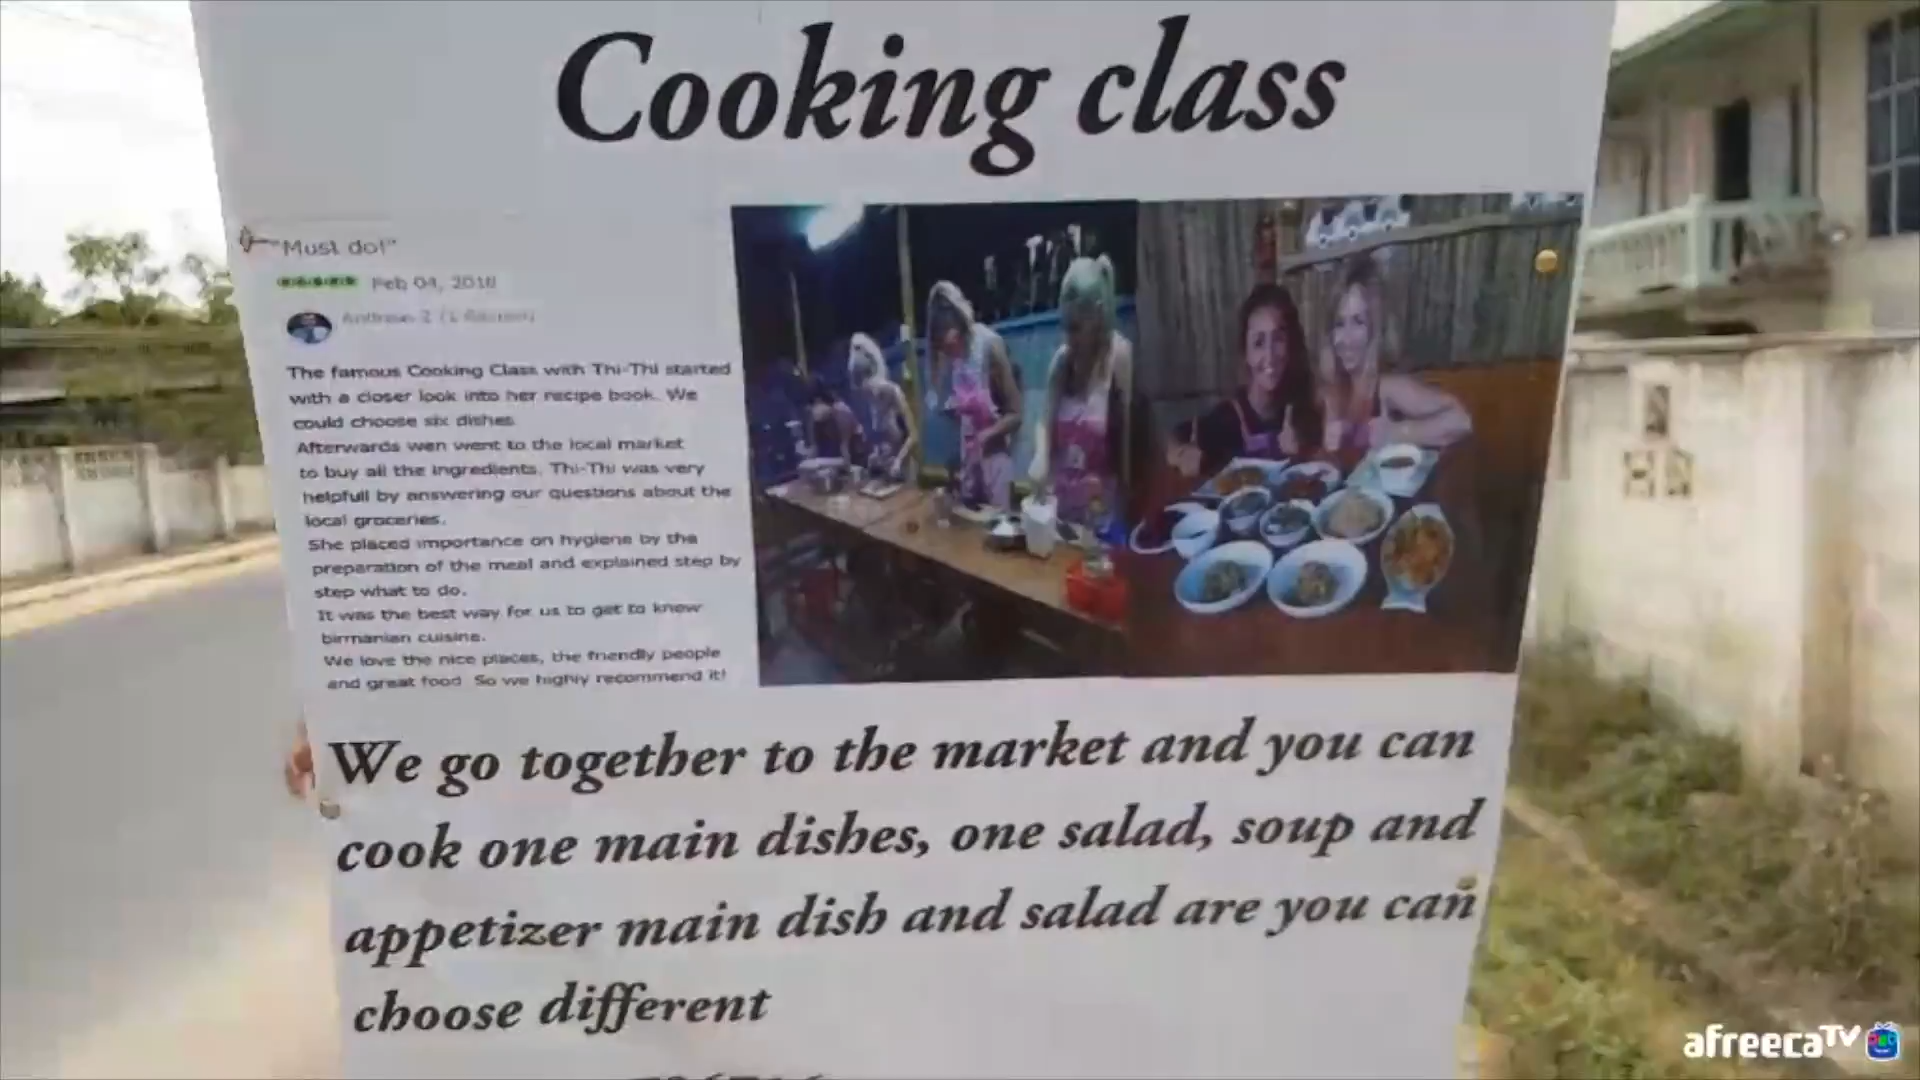 Cooking class
"Must do!"
Feb 04, 2018
The famous Cooking Class with Thi-Thi started
with a closer look into her recipe book. We
could choose six dishes.
Afterwards wen went to the local market
to buy all the ingredients. Thi-Thi was very
helpfull by answering our questions about the
local groceries.
She placed importance on hygiene by the
preparation of the meal and explained step by
step what to do.
It was the best way for us to get to know
birmanian cuisine.
We love the nice places, the friendly people
and great food. So we highly recommend it!
We go together to the market and you can
cook one main dishes, one salad, soup and
appetizer main dish and salad are you can
choose different
afreecaTV